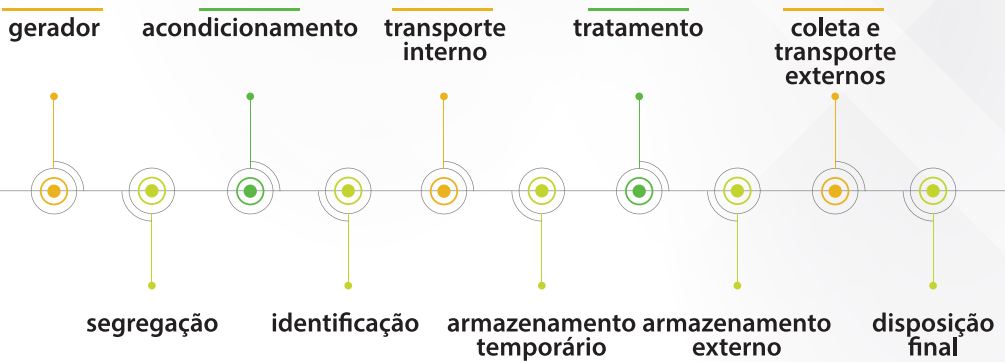 gerador
acondicionamento
transporte
interno
tratamento
coleta e
transporte
externos
segregação
identificação
armazenamento
temporário
armazenamento
externo
disposição
final